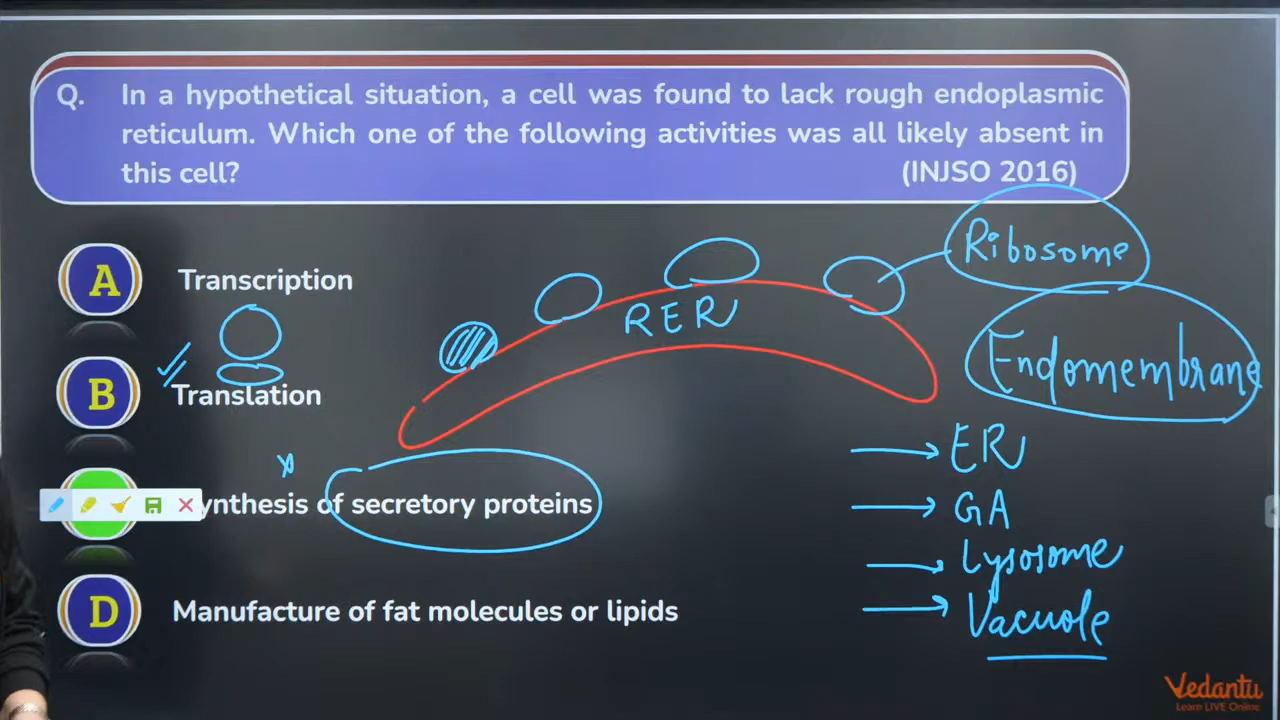 Q. In a hypothetical situation, a cell was found to lack rough endoplasmic
reticulum. Which one of the following activities was all likely absent in
this cell? (INJSO 2016)
A Transcription
B Translation
ynthesis of secretory proteins
D Manufacture of fat molecules or lipids
RER
Ribosome
Endomembrane
ER
GA
Lysosome
Vacuole
Vedantu
Learn LIVE Online